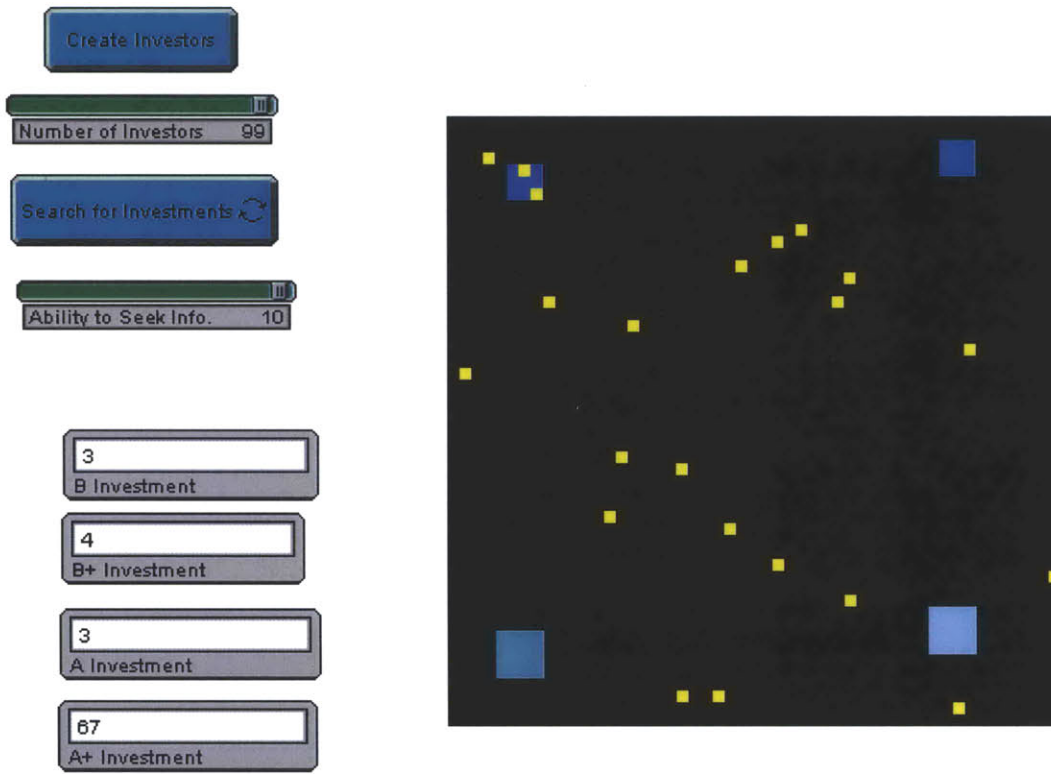 Create Investors
Number of Investors 99
Search for Investments
Ability to Seek Info. 10
3
B Investment
4
B+ Investment
3
A Investment
67
A+ Investment